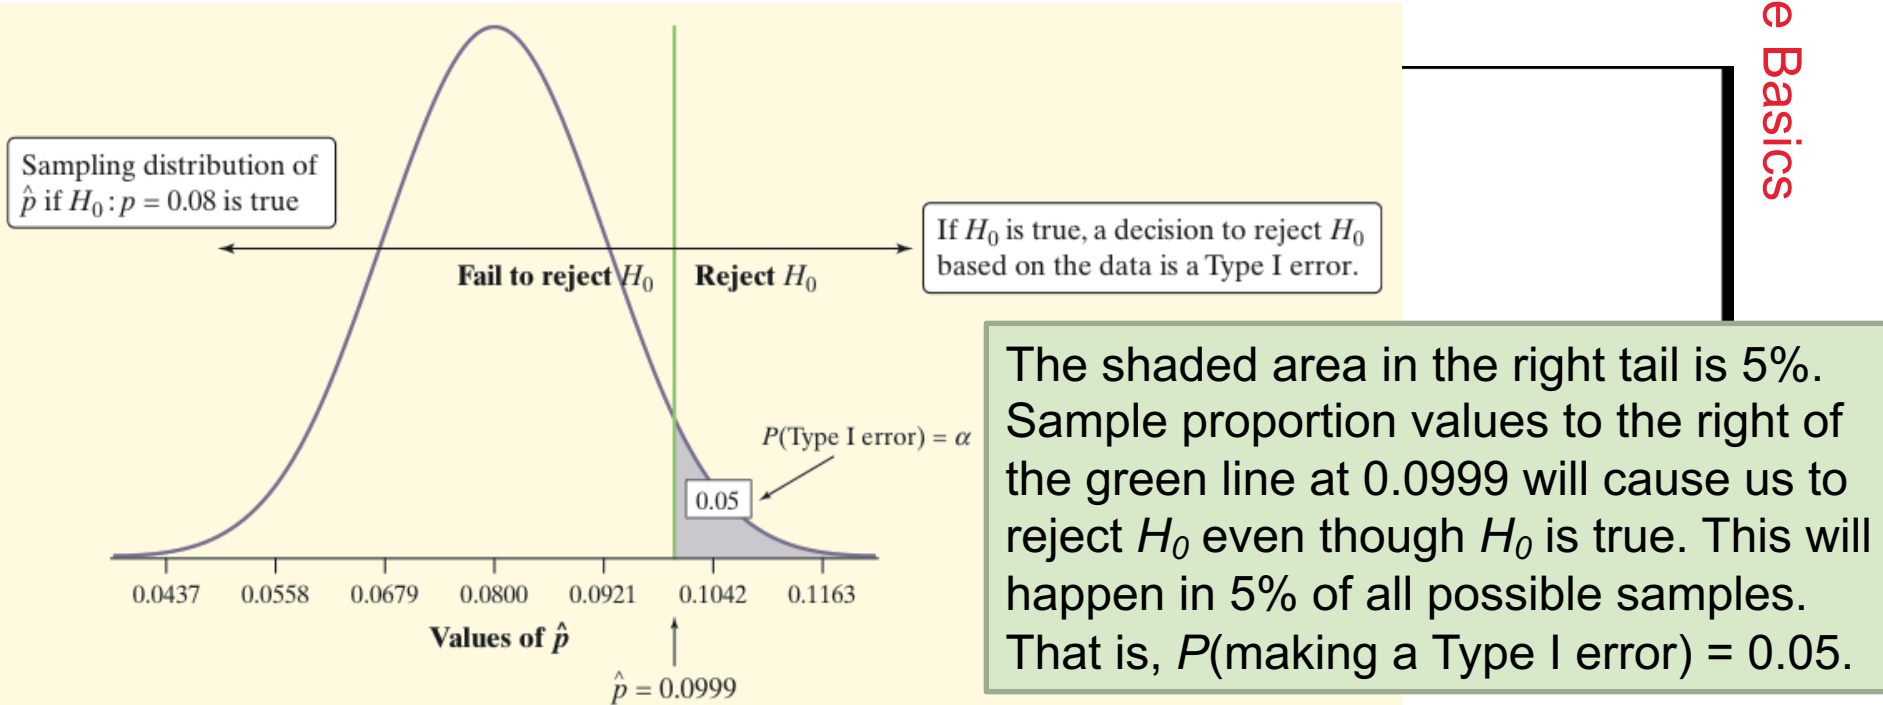 e Basics
Sampling distribution of
p̂ if H₀ : p = 0.08 is true
Fail to reject H₀
Reject H₀
If H₀ is true, a decision to reject H₀
based on the data is a Type I error.
P(Type I error) = α
0.05
0.0437 0.0558 0.0679 0.0800 0.0921 0.1042 0.1163
Values of p̂
p̂ = 0.0999
The shaded area in the right tail is 5%.
Sample proportion values to the right of
the green line at 0.0999 will cause us to
reject H₀ even though H₀ is true. This will
happen in 5% of all possible samples.
That is, P(making a Type I error) = 0.05.